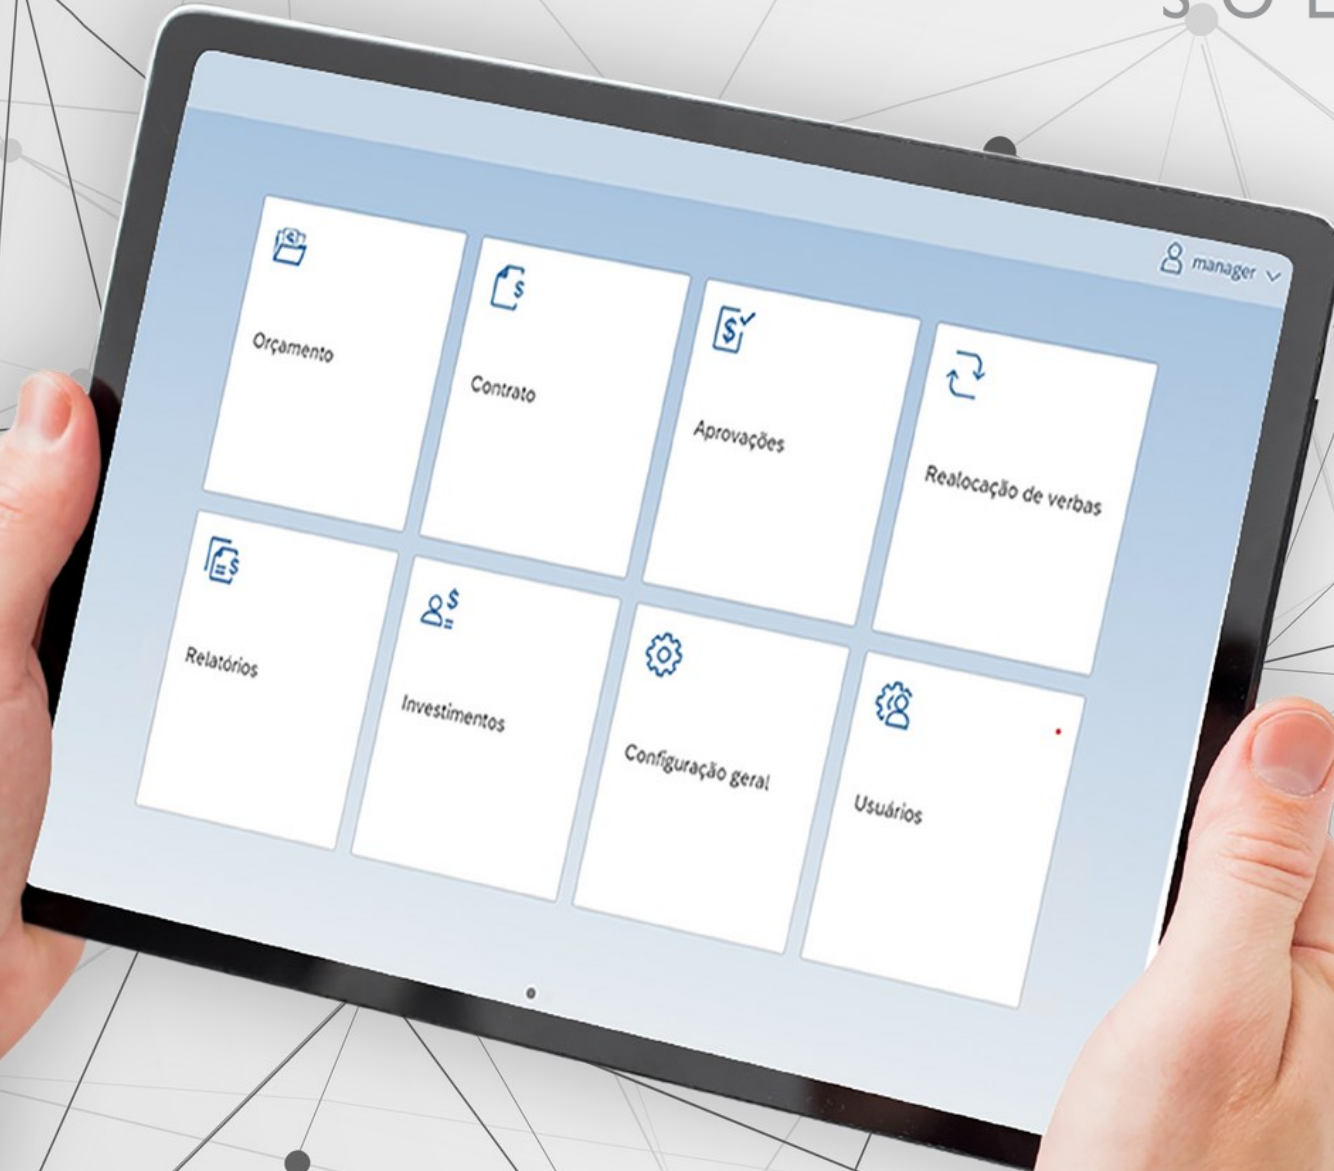 manager
Orçamento
Contrato
Aprovações
Realocação de verbas
Relatórios
Investimentos
Configuração geral
Usuários